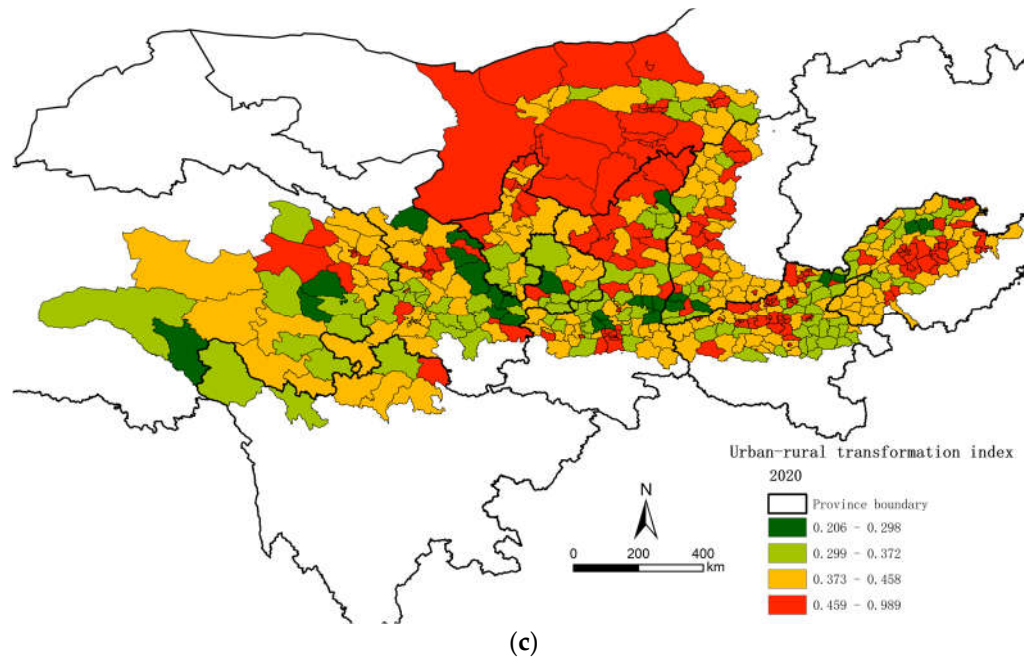 Urban-rural transformation index
2020
Province boundary
0.206 - 0.298
0.299 - 0.372
0.373 - 0.458
0.459 - 0.989
N
0 200 400
km
(c)